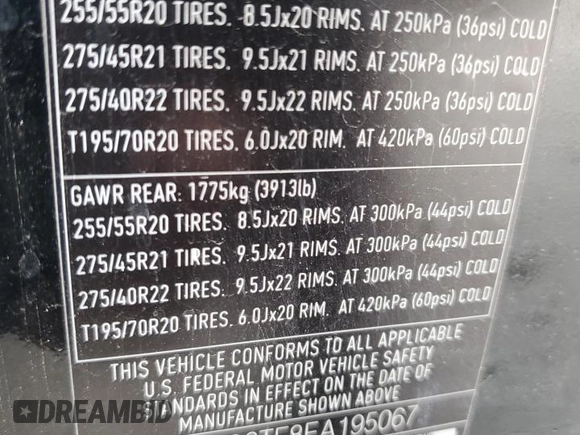 255/55R20 TIRES. 8.5Jx20 RIMS. AT 250kPa (36psi) COLD
275/45R21 TIRES. 9.5Jx21 RIMS. AT 250kPa (36psi) COLD
275/40R22 TIRES. 9.5Jx22 RIMS. AT 250kPa (36psi) COLD
T195/70R20 TIRES. 6.0Jx20 RIM. AT 420kPa (60psi) COLD
GAWR REAR: 1775kg (3913lb)
255/55R20 TIRES. 8.5Jx20 RIMS. AT 300kPa (44psi) COLD
275/45R21 TIRES. 9.5Jx21 RIMS. AT 300kPa (44psi) COLD
275/40R22 TIRES. 9.5Jx22 RIMS. AT 300kPa (44psi) COLD
T195/70R20 TIRES. 6.0Jx20 RIM. AT 420kPa (60psi) COLD
THIS VEHICLE CONFORMS TO ALL APPLICABLE
U.S. FEDERAL MOTOR VEHICLE SAFETY
STANDARDS IN EFFECT ON THE DATE OF
MANUFACTURE SHOWN ABOVE
EA195067
AUTOHELPERBOT.COM